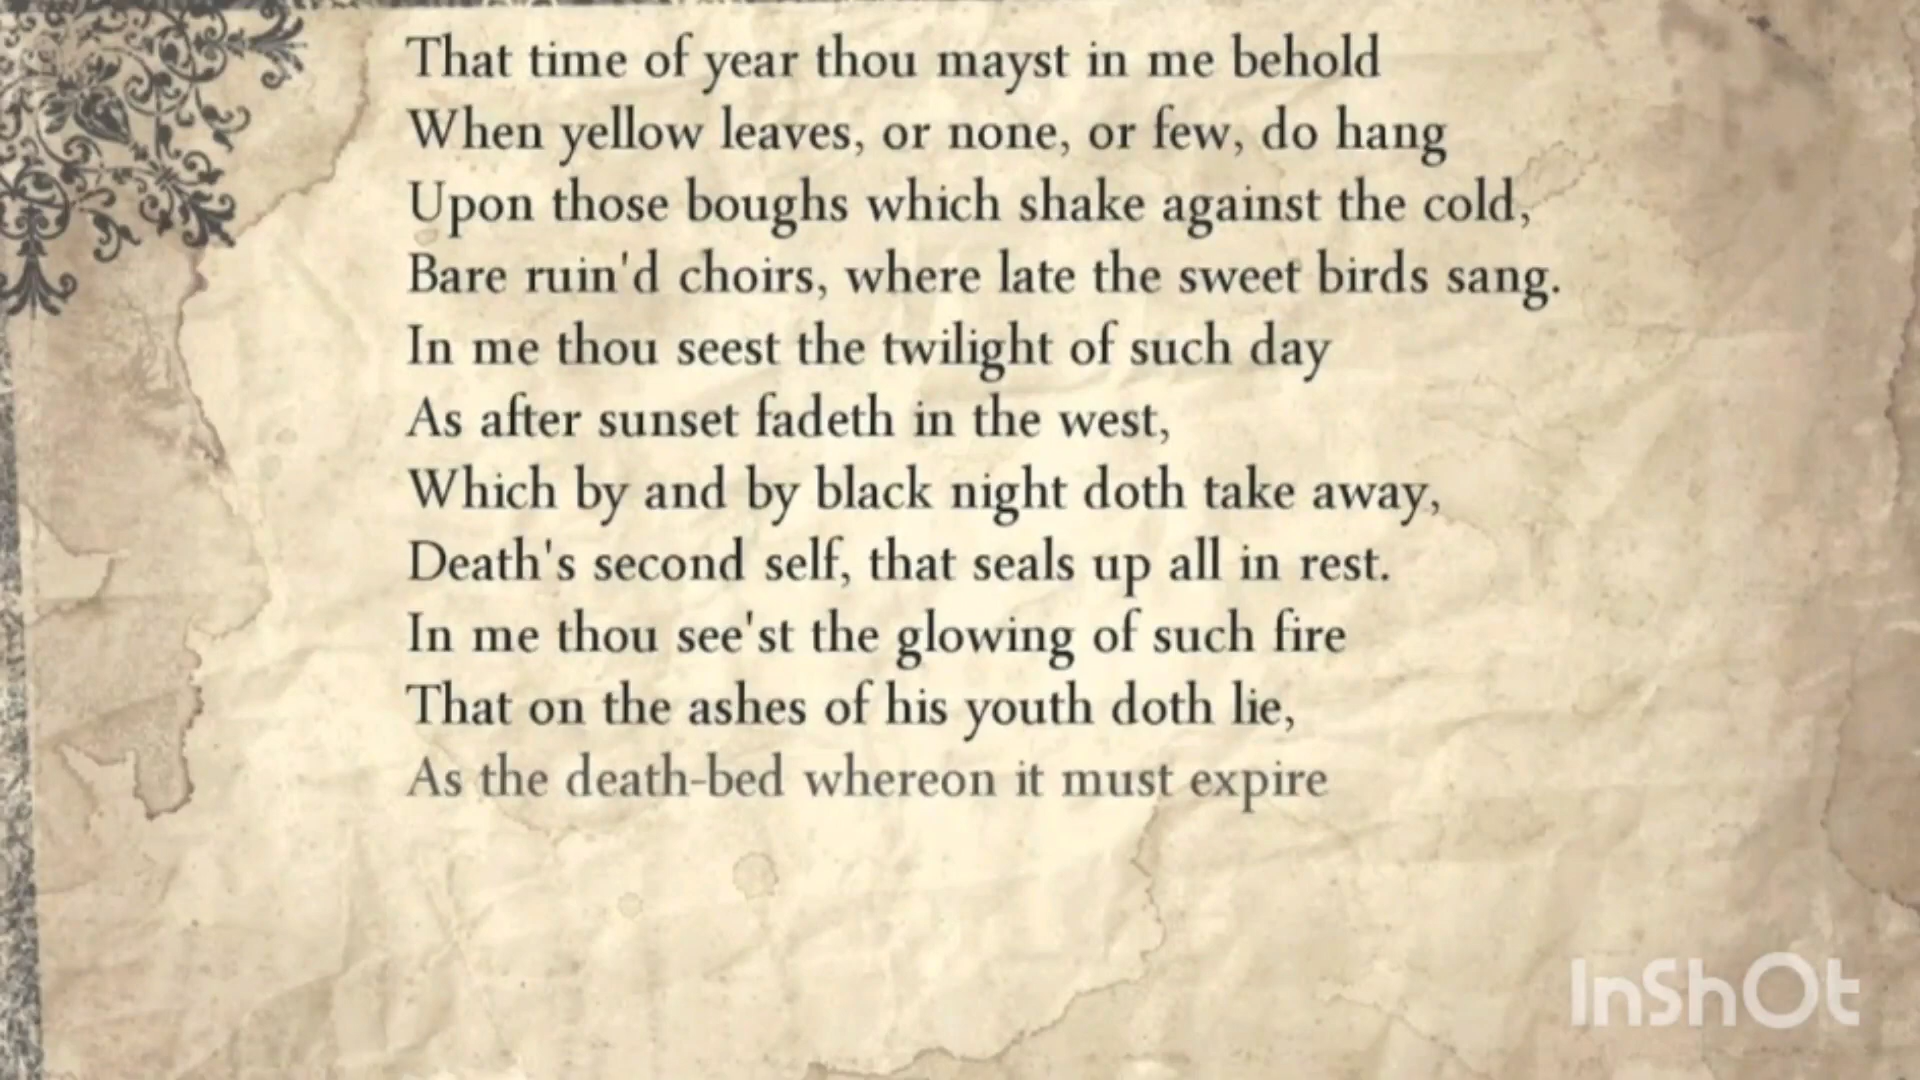 That time of year thou mayst in me behold
When yellow leaves, or none, or few, do hang
Upon those boughs which shake against the cold,
Bare ruin'd choirs, where late the sweet birds sang.
In me thou seest the twilight of such day
As after sunset fadeth in the west,
Which by and by black night doth take away,
Death's second self, that seals up all in rest.
In me thou see'st the glowing of such fire
That on the ashes of his youth doth lie,
As the death-bed whereon it must expire
InShOt